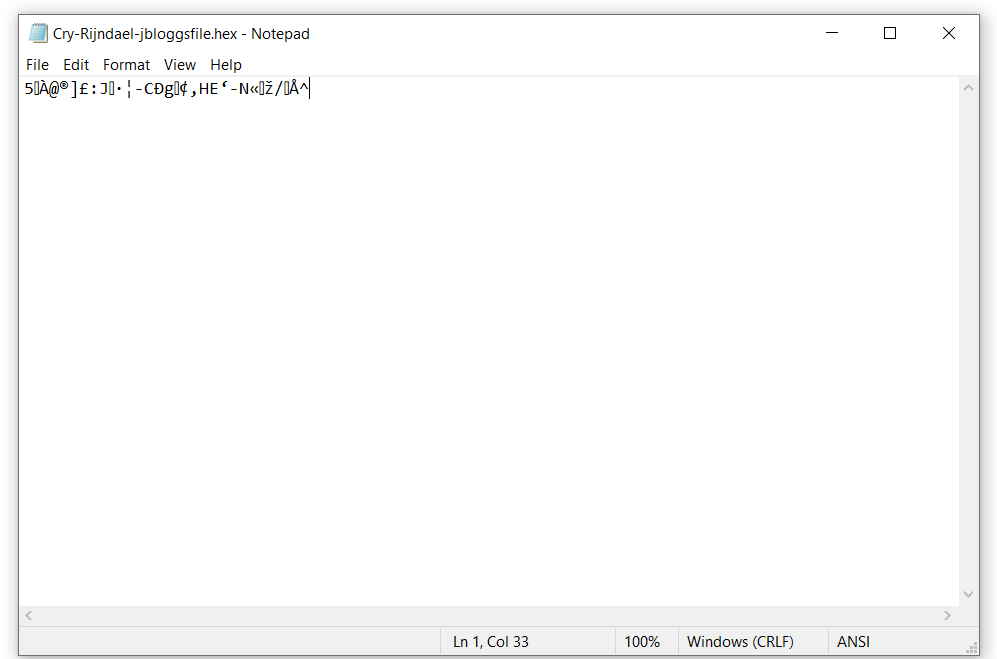 Cry-Rijndael-jbloggsfile.hex - Notepad
File Edit Format View Help
5▯À@®]£:J▯·¦-CÐg▯¢,HE‘-N«▯ž/▯Å^
Ln 1, Col 33
100%
Windows (CRLF)
ANSI